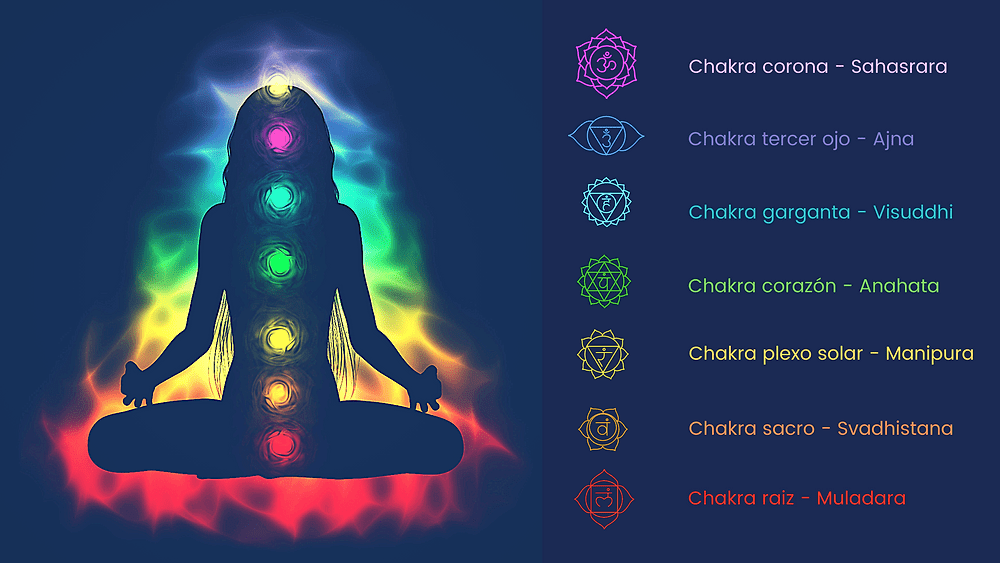 ॐ
Chakra corona - Sahasrara
Chakra tercer ojo - Ajna
Chakra garganta - Visuddhi
Chakra corazón - Anahata
Chakra plexo solar - Manipura
Chakra sacro - Svadhistana
Chakra raiz - Muladara